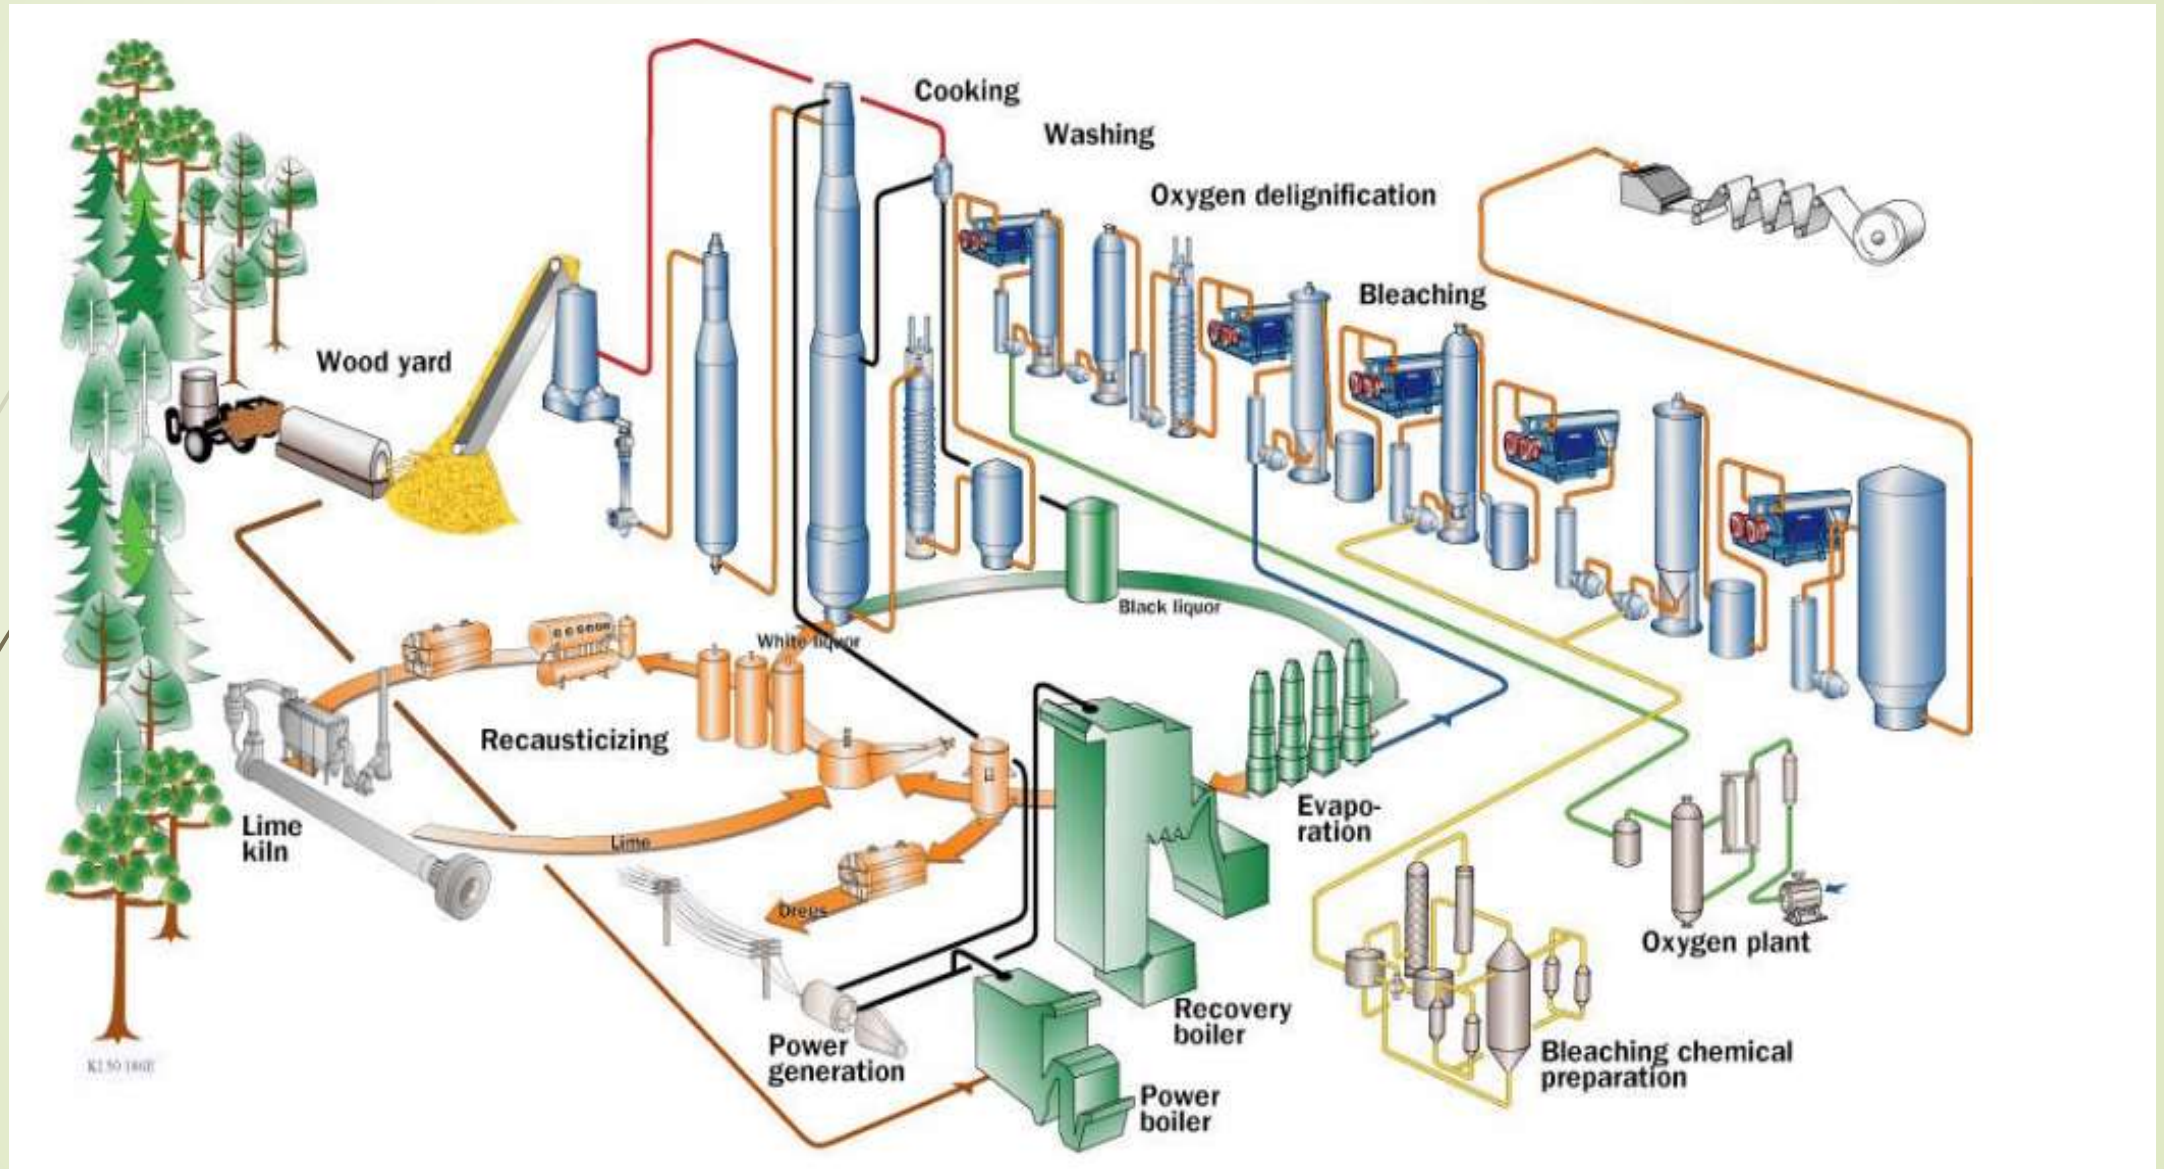 Cooking
Washing
Oxygen delignification
Bleaching
Wood yard
Black liquor
White liquor
Recausticizing
Lime
kiln
Lime
Evapo-
ration
Dregs
Oxygen plant
Recovery
boiler
Power
generation
Bleaching chemical
preparation
Power
boiler